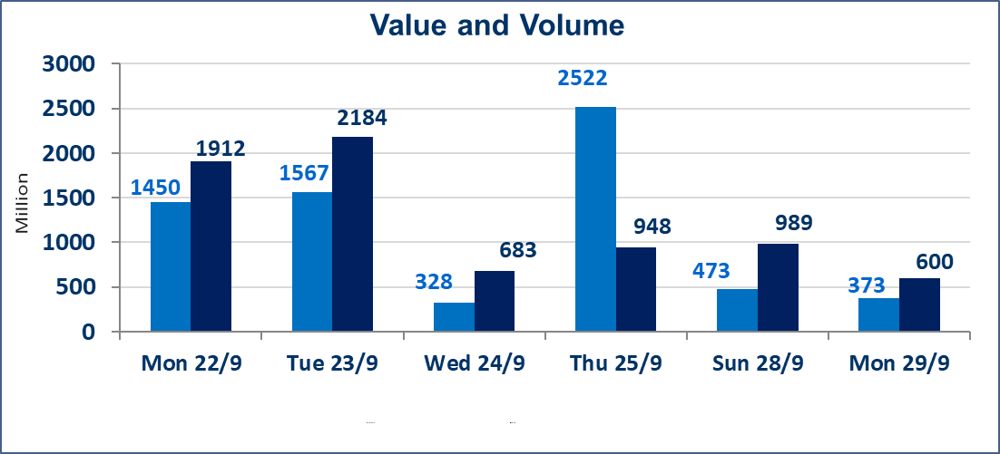 Value and Volume
Million
3000
2500
2000
1500
1000
500
0
1450
1912
1567
2184
328
683
2522
948
473
989
373
600
Mon 22/9
Tue 23/9
Wed 24/9
Thu 25/9
Sun 28/9
Mon 29/9